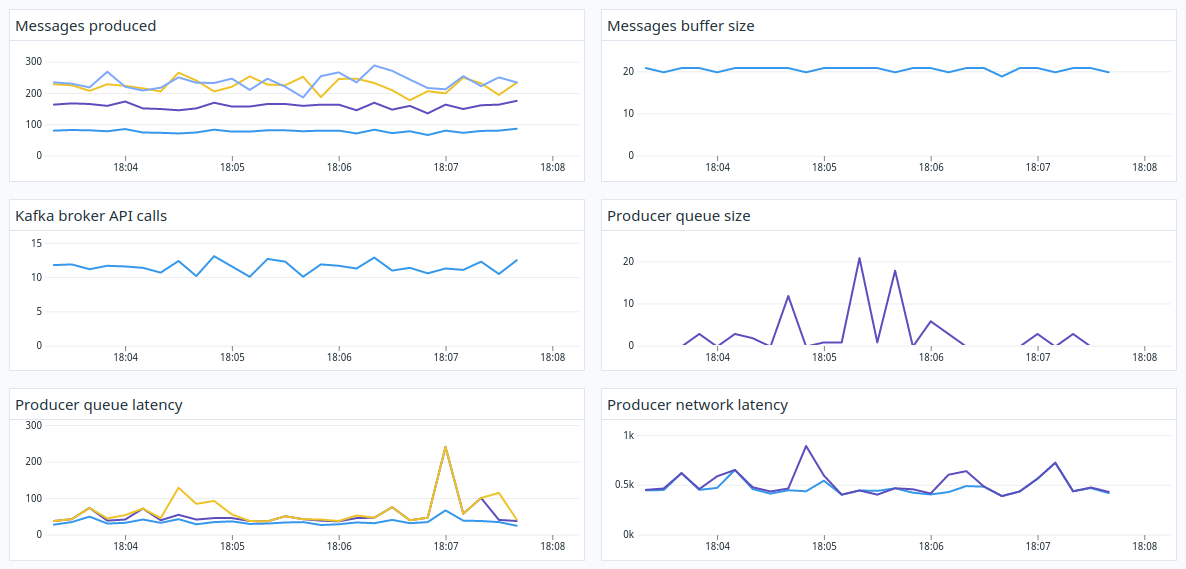 Messages produced
300
200
100
0
18:04 18:05 18:06 18:07 18:08
Messages buffer size
20
10
0
18:04 18:05 18:06 18:07 18:08
Kafka broker API calls
15
10
5
0
18:04 18:05 18:06 18:07 18:08
Producer queue size
20
10
0
18:04 18:05 18:06 18:07 18:08
Producer queue latency
300
200
100
0
18:04 18:05 18:06 18:07 18:08
Producer network latency
1k
0.5k
0k
18:04 18:05 18:06 18:07 18:08